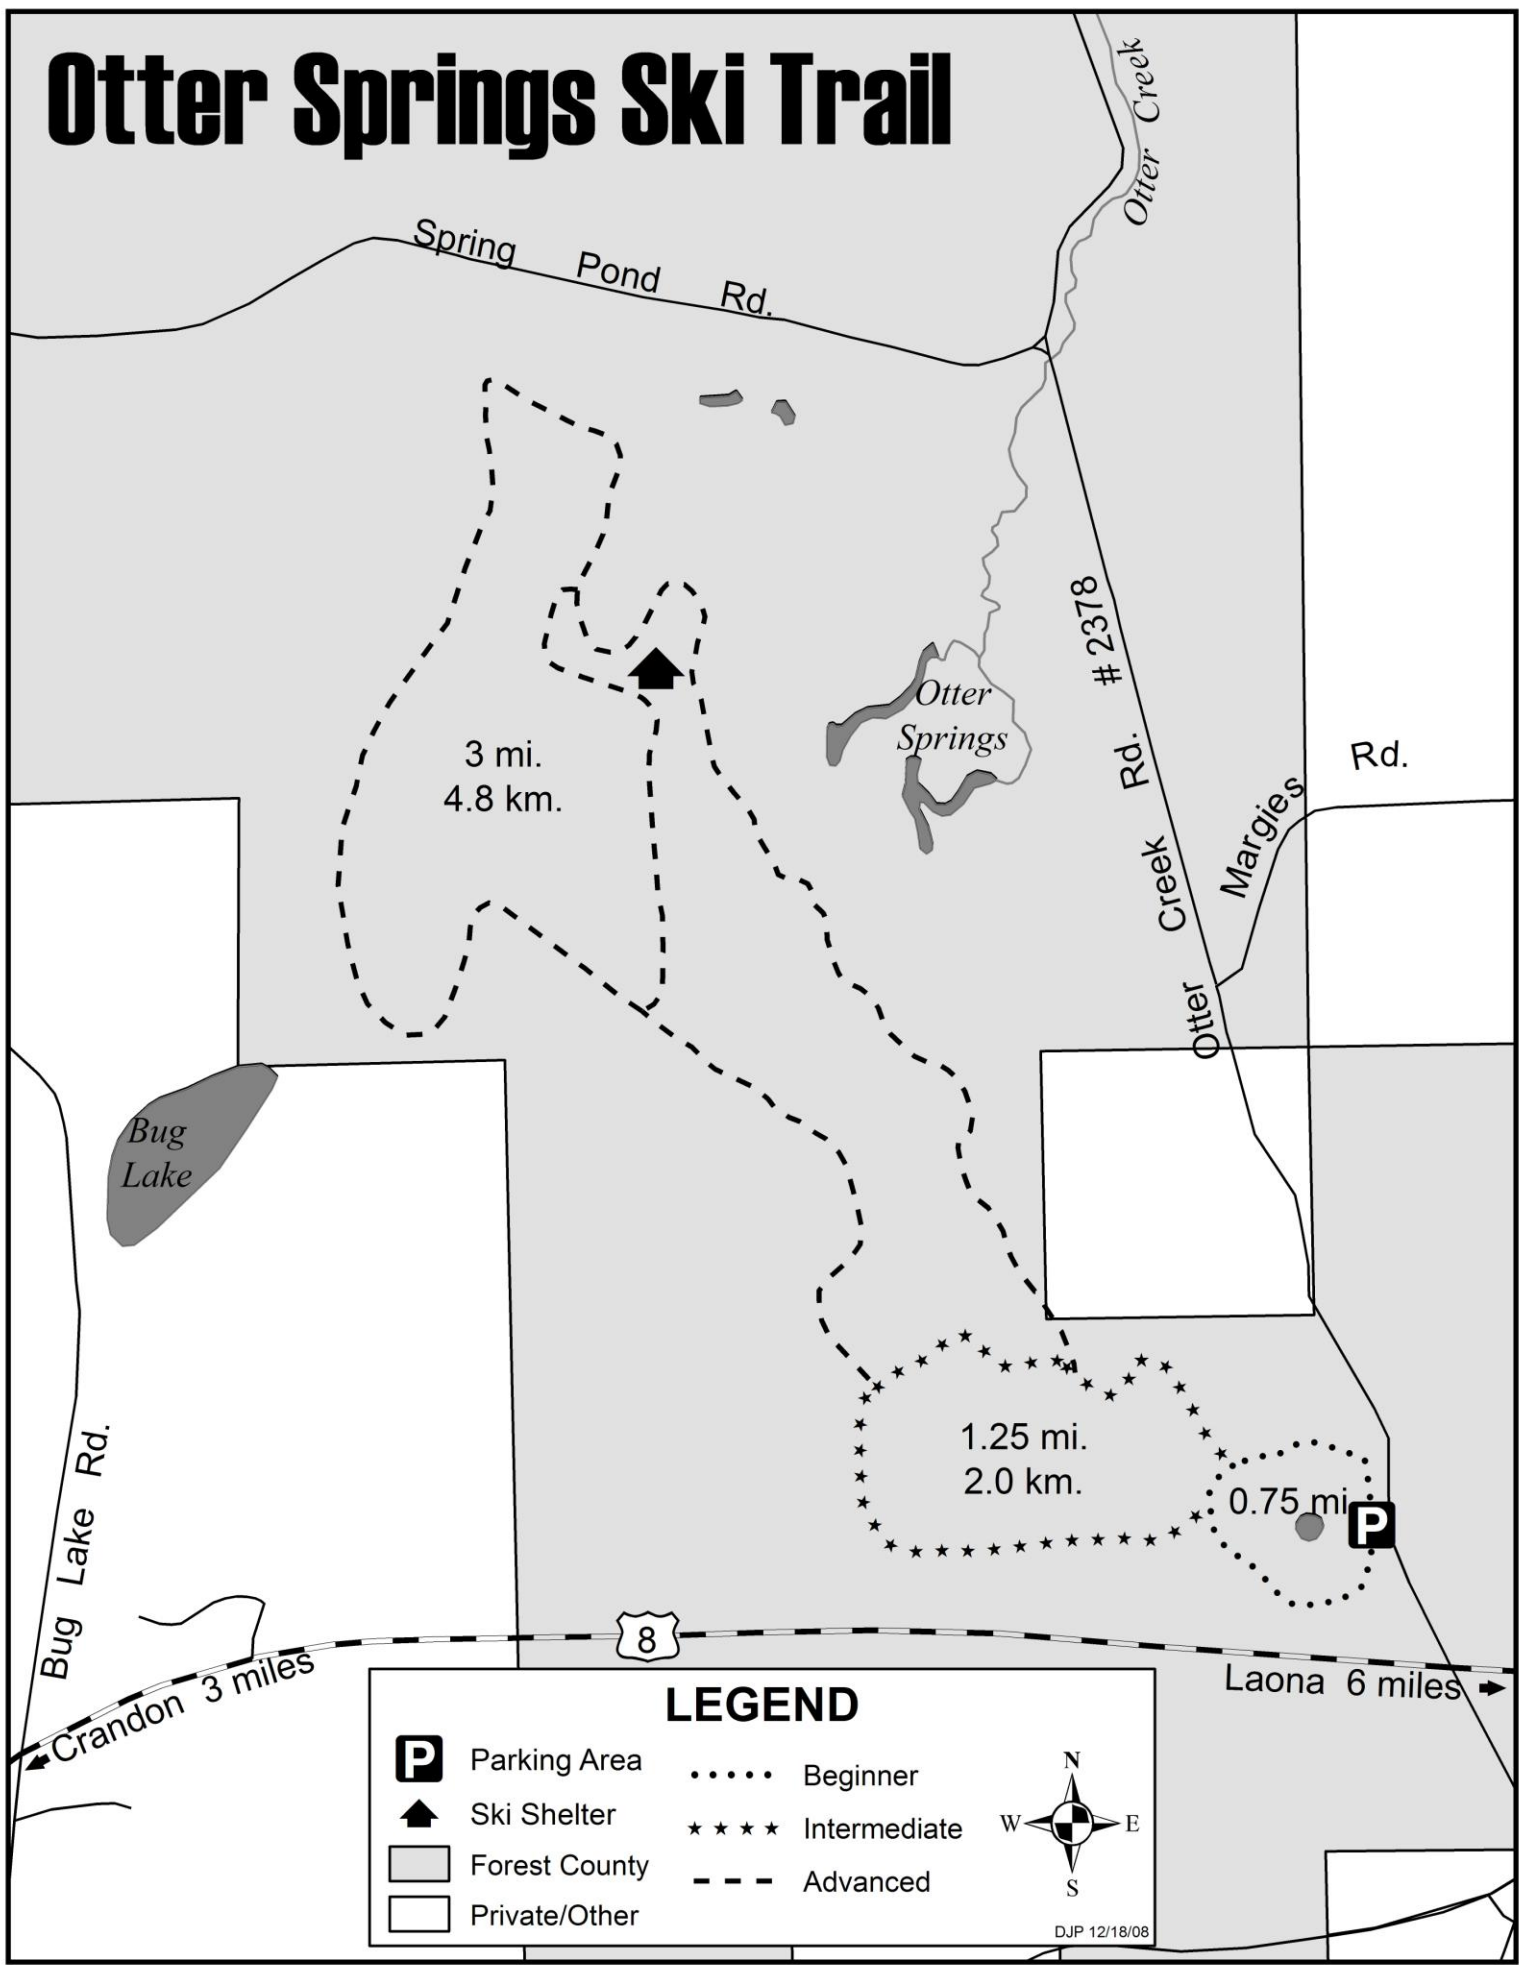 Otter Springs Ski Trail
Otter Creek
Spring Pond Rd.
Otter Creek Rd. # 2378
Otter
Springs
Margies Rd.
3 mi.
4.8 km.
Bug
Lake
Bug Lake Rd.
1.25 mi.
2.0 km.
0.75 mi.
P
8
Crandon 3 miles
Laona 6 miles
LEGEND
P Parking Area
Ski Shelter
Forest County
Private/Other
Beginner
Intermediate
Advanced
N
W E
S
DJP 12/18/08